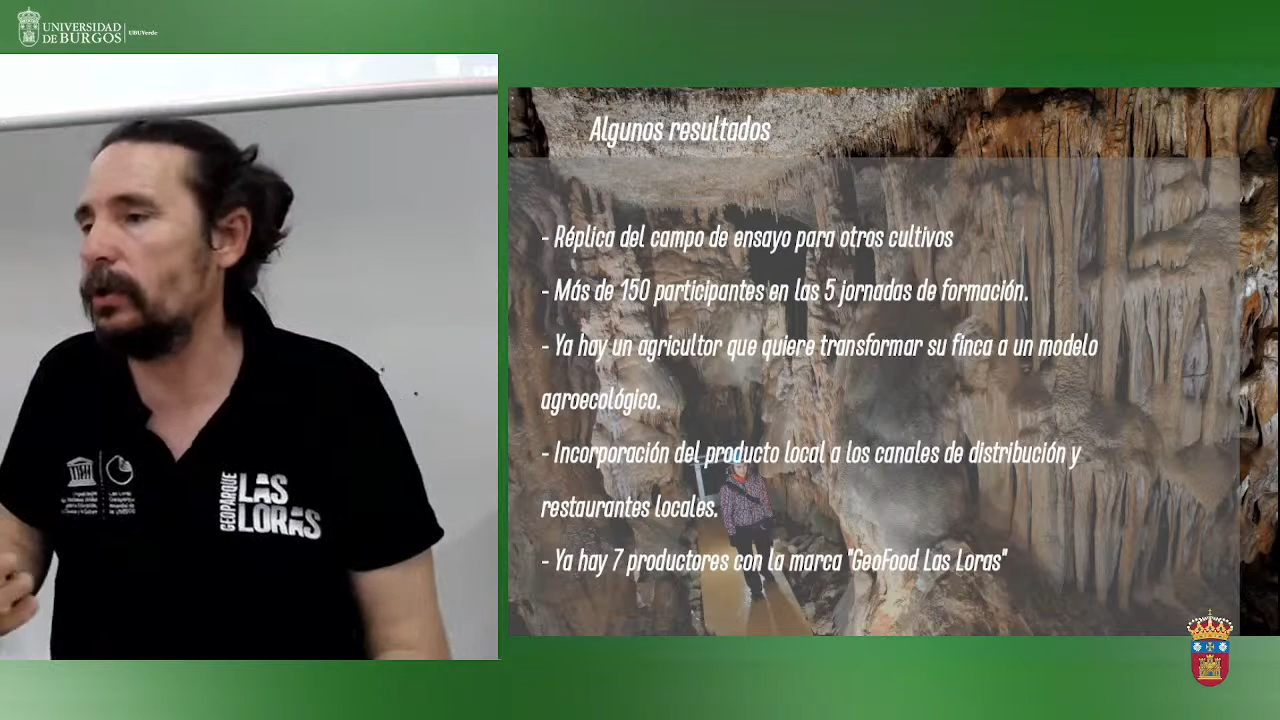 UNIVERSIDAD
DE BURGOS
UBUVerde
Algunos resultados
- Réplica del campo de ensayo para otros cultivos
- Más de 150 participantes en las 5 jornadas de formación.
- Ya hay un agricultor que quiere transformar su finca a un modelo
agroecológico.
- Incorporación del producto local a los canales de distribución y
restaurantes locales.
- Ya hay 7 productores con la marca "GeoFood Las Loras"
GEOPARQUE
LAS
LORAS